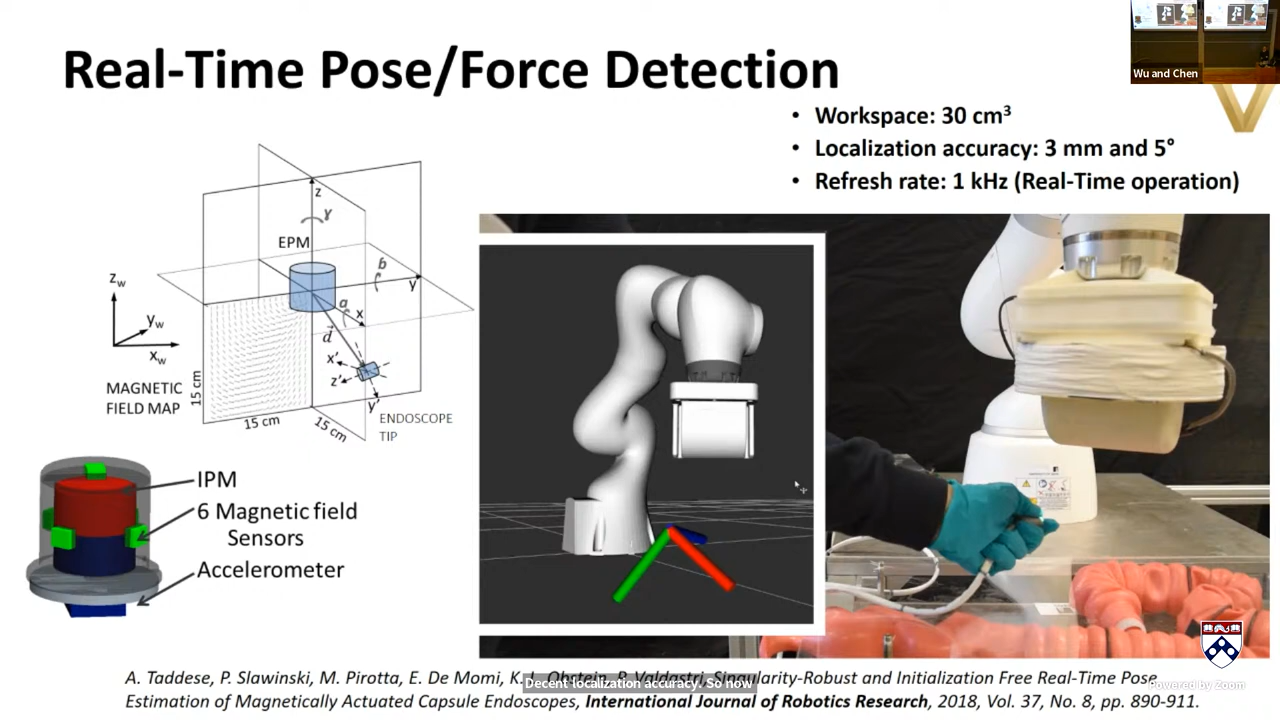 Real-Time Pose/Force Detection
Wu and Chen
• Workspace: 30 cm³
• Localization accuracy: 3 mm and 5°
• Refresh rate: 1 kHz (Real-Time operation)
z
γ
EPM
b
y
a
x
d
z_w
y_w
x_w
x'
z'
y'
MAGNETIC
FIELD MAP
15 cm
15 cm
15 cm
ENDOSCOPE
TIP
IPM
6 Magnetic field
Sensors
Accelerometer
A. Taddese, P. Slawinski, M. Pirotta, E. De Momi, K. Obstein, P. Valdastri, Singularity-Robust and Initialization Free Real-Time Pose
Decent localization accuracy. So now
Powered by Zoom
Estimation of Magnetically Actuated Capsule Endoscopes, International Journal of Robotics Research, 2018, Vol. 37, No. 8, pp. 890-911.